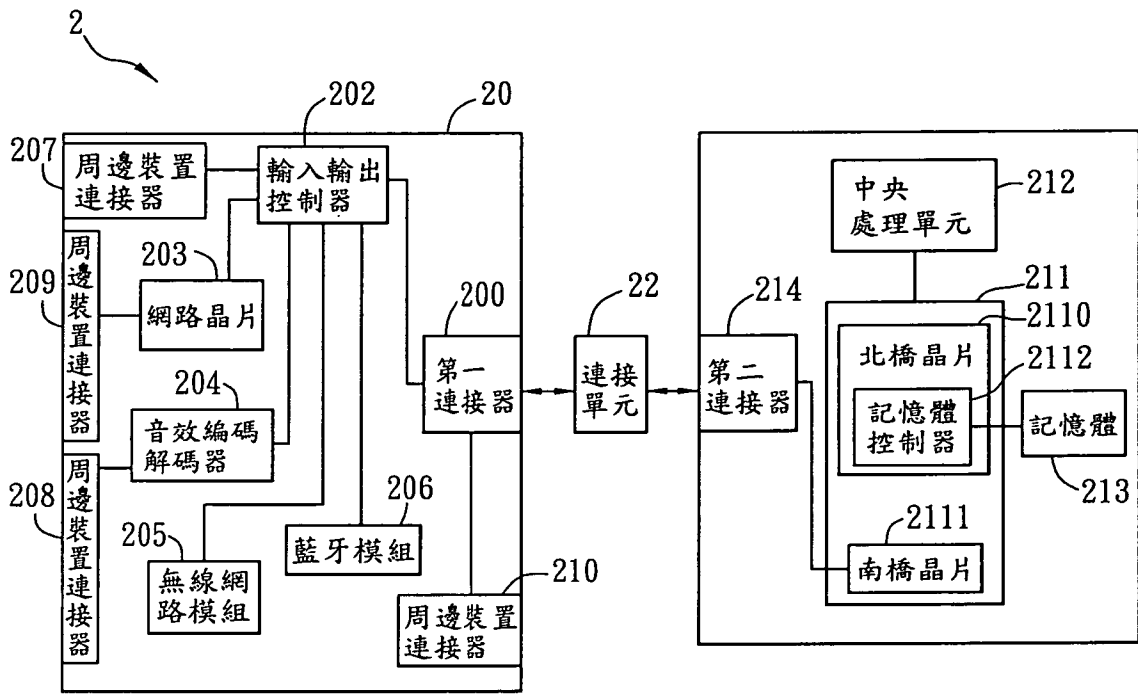 2
202
20
207
周邊裝置
連接器
輸入輸出
控制器
中央
處理單元
212
209
周邊裝置連接器
203
網路晶片
200
第一
連接器
22
連接
單元
214
第二
連接器
211
2110
北橋晶片
2112
記憶體
控制器
記憶體
213
204
音效編碼
解碼器
208
周邊裝置連接器
205
無線網
路模組
206
藍牙模組
210
周邊裝置
連接器
2111
南橋晶片